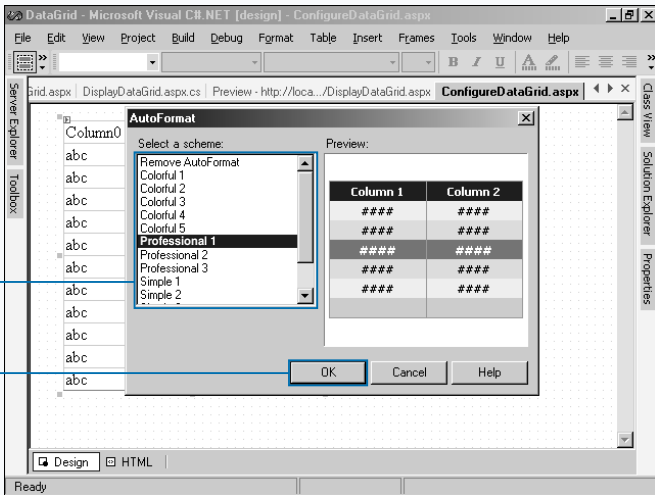 DataGrid - Microsoft Visual C#.NET [design] - ConfigureDataGrid.aspx
File Edit View Project Build Debug Format Table Insert Frames Tools Window Help
B I U A
Grid.aspx DisplayDataGrid.aspx.cs Preview - http://loca.../DisplayDataGrid.aspx ConfigureDataGrid.aspx
Server Explorer
Toolbox
Class View
Solution Explorer
Properties
Column0
abc
abc
abc
abc
abc
abc
abc
abc
abc
abc
abc
AutoFormat
Select a scheme:
Remove AutoFormat
Colorful 1
Colorful 2
Colorful 3
Colorful 4
Colorful 5
Professional 1
Professional 2
Professional 3
Simple 1
Simple 2
Preview:
Column 1 Column 2
#### ####
#### ####
#### ####
#### ####
#### ####
OK Cancel Help
Design HTML
Ready